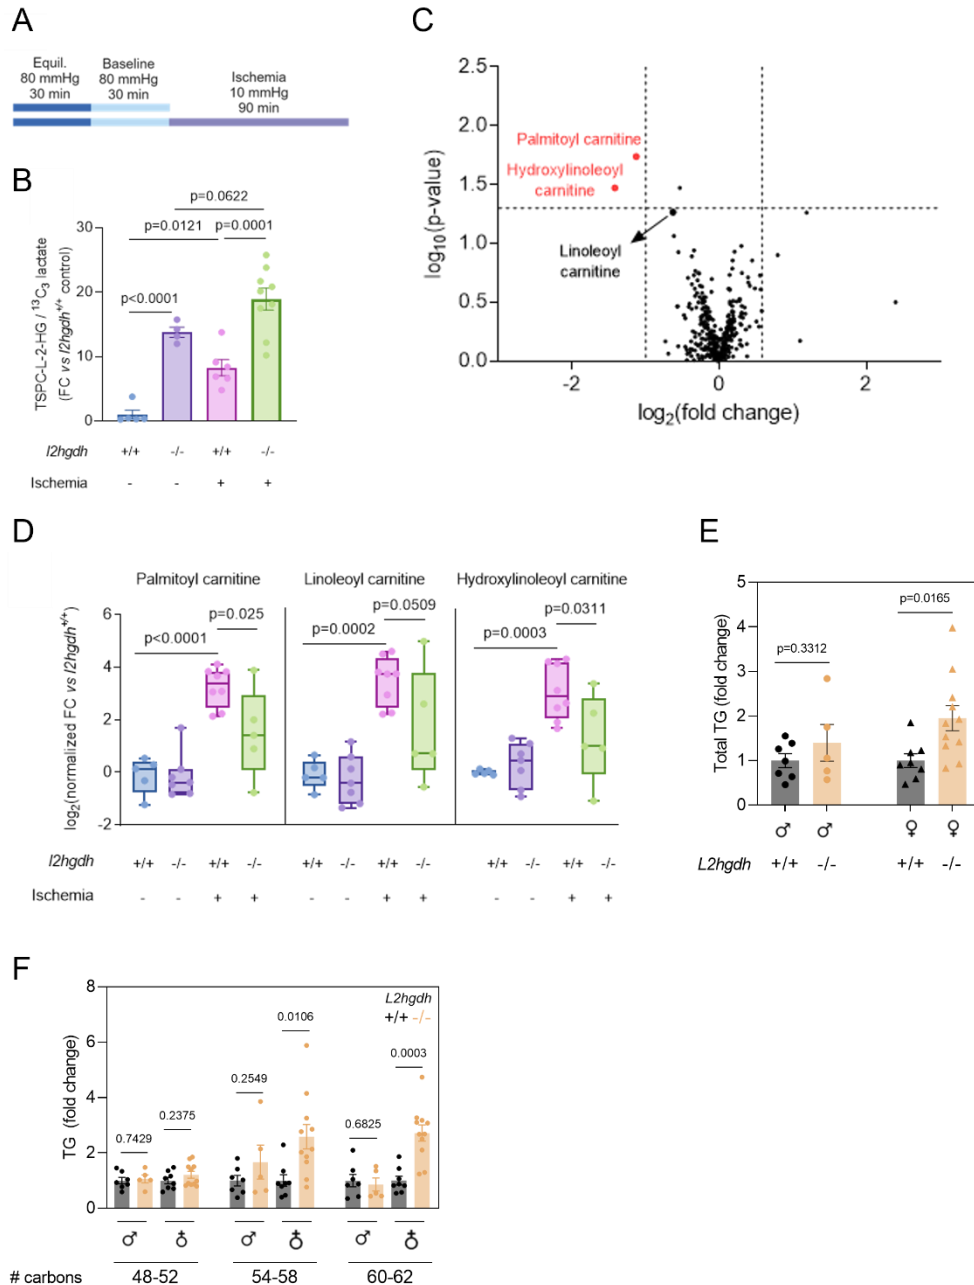 A
Equil.
80 mmHg
30 min
Baseline
80 mmHg
30 min
Ischemia
10 mmHg
90 min
B
p=0.0622
p=0.0121
p=0.0001
p<0.0001
TSPC-L-2-HG / ¹³C₃ lactate
(FC vs l2hgdh⁺/⁺ control)
30
20
10
0
l2hgdh +/+ -/- +/+ -/-
Ischemia - - + +
C
log₁₀(p-value)
2.5
2.0
1.5
1.0
0.5
0.0
Palmitoyl carnitine
Hydroxylinoleoyl
carnitine
Linoleoyl
carnitine
-2 0 2
log₂(fold change)
D
Palmitoyl carnitine
Linoleoyl carnitine
Hydroxylinoleoyl carnitine
log₂(normalized FC vs l2hgdh⁺/⁺)
6
4
2
0
-2
p=0.025
p<0.0001
p=0.0509
p=0.0002
p=0.0311
p=0.0003
l2hgdh +/+ -/- +/+ -/- +/+ -/- +/+ -/- +/+ -/- +/+ -/-
Ischemia - - + + - - + + - - + +
E
Total TG (fold change)
5
4
3
2
1
0
p=0.3312
p=0.0165
♂ ♂ ♀ ♀
L2hgdh +/+ -/- +/+ -/-
F
TG (fold change)
8
6
4
2
0
L2hgdh
+/+ -/-
0.7429
0.2375
0.2549
0.0106
0.6825
0.0003
♂ ♀ ♂ ♀ ♂ ♀
# carbons 48-52 54-58 60-62